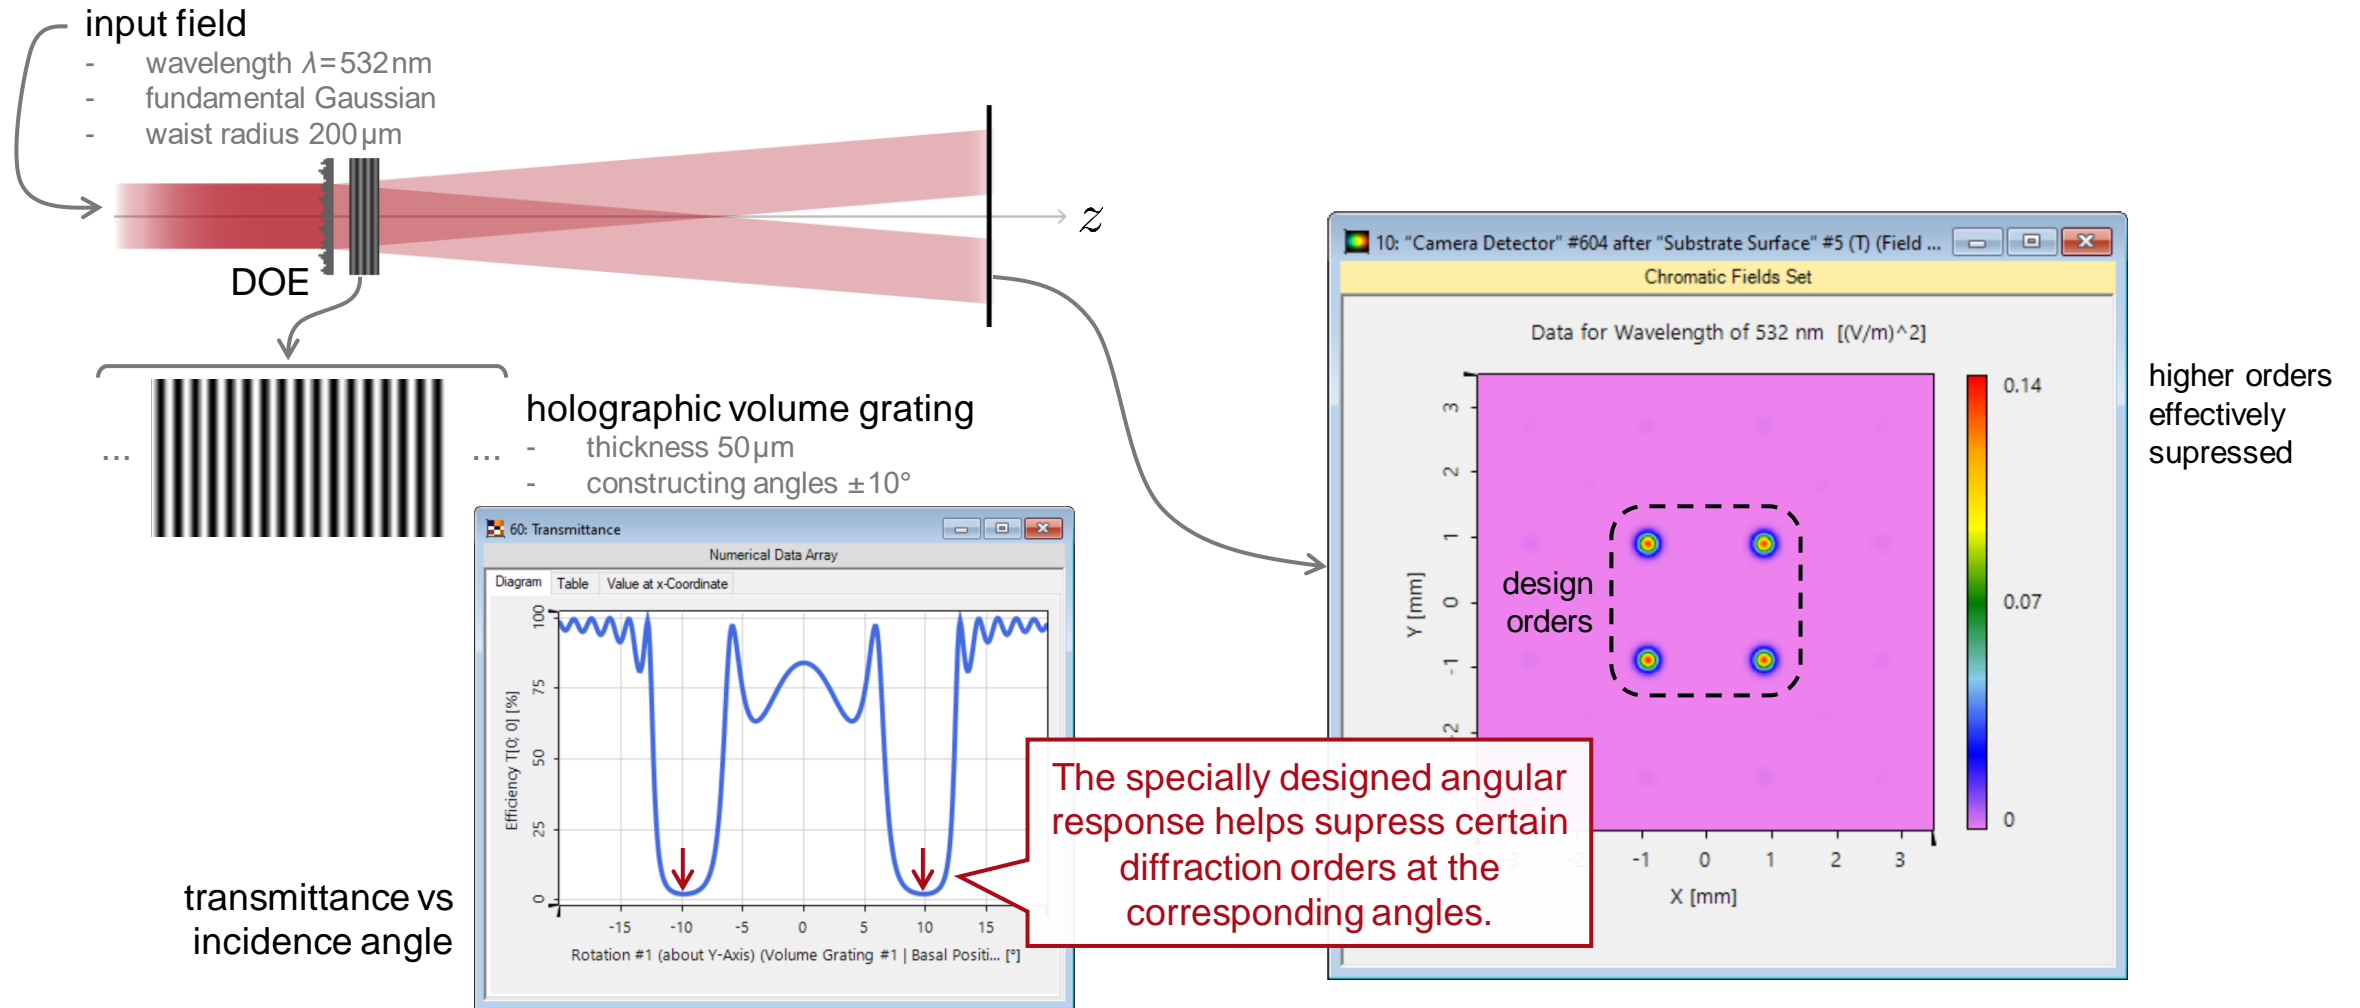 input field
- wavelength λ=532nm
- fundamental Gaussian
- waist radius 200µm
DOE
z
... ...
holographic volume grating
- thickness 50µm
- constructing angles ±10°
60: Transmittance
Numerical Data Array
Diagram Table Value at x-Coordinate
Efficiency T[0; 0] [%]
100
75
50
25
0
-15 -10 -5 0 5 10 15
Rotation #1 (about Y-Axis) (Volume Grating #1 | Basal Positi... [°]
transmittance vs
incidence angle
The specially designed angular
response helps supress certain
diffraction orders at the
corresponding angles.
10: "Camera Detector" #604 after "Substrate Surface" #5 (T) (Field ...
Chromatic Fields Set
Data for Wavelength of 532 nm [(V/m)^2]
Y [mm]
3
2
1
0
-1
-2
design
orders
-3 -2 -1 0 1 2 3
X [mm]
0.14
0.07
0
higher orders
effectively
supressed